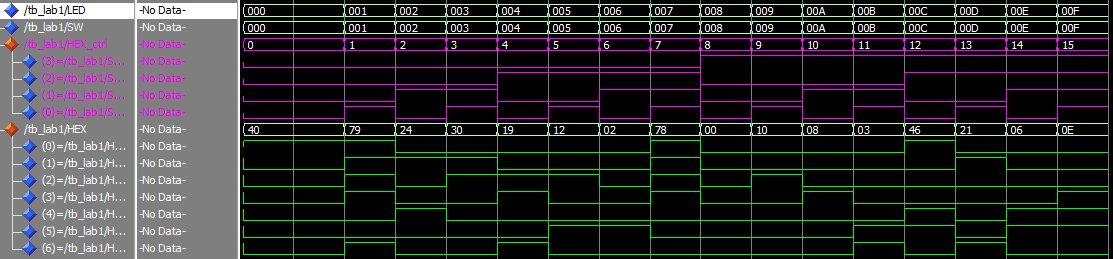 /tb_lab1/LED -No Data- 000 001 002 003 004 005 006 007 008 009 00A 00B 00C 00D 00E 00F
/tb_lab1/SW -No Data- 000 001 002 003 004 005 006 007 008 009 00A 00B 00C 00D 00E 00F
/tb_lab1/HEX_ctrl -No Data- 0 1 2 3 4 5 6 7 8 9 10 11 12 13 14 15
(3)=/tb_lab1/S... -No Data-
(2)=/tb_lab1/S... -No Data-
(1)=/tb_lab1/S... -No Data-
(0)=/tb_lab1/S... -No Data-
/tb_lab1/HEX -No Data- 40 79 24 30 19 12 02 78 00 10 08 03 46 21 06 0E
(0)=/tb_lab1/H... -No Data-
(1)=/tb_lab1/H... -No Data-
(2)=/tb_lab1/H... -No Data-
(3)=/tb_lab1/H... -No Data-
(4)=/tb_lab1/H... -No Data-
(5)=/tb_lab1/H... -No Data-
(6)=/tb_lab1/H... -No Data-